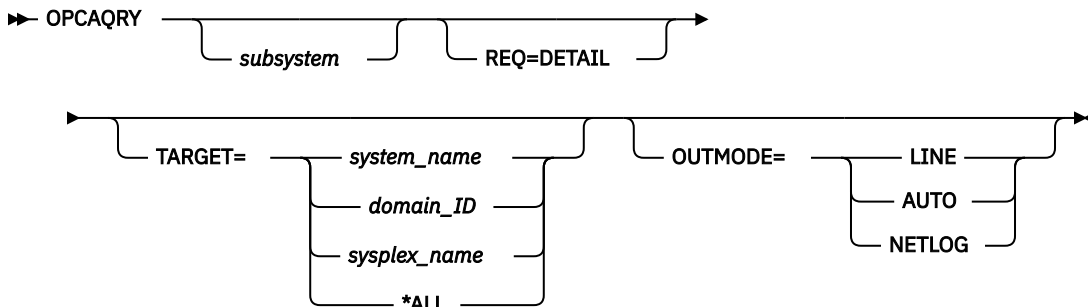 OPCAQRY
subsystem
REQ=DETAIL
TARGET=
system_name
domain_ID
sysplex_name
*ALL
OUTMODE=
LINE
AUTO
NETLOG